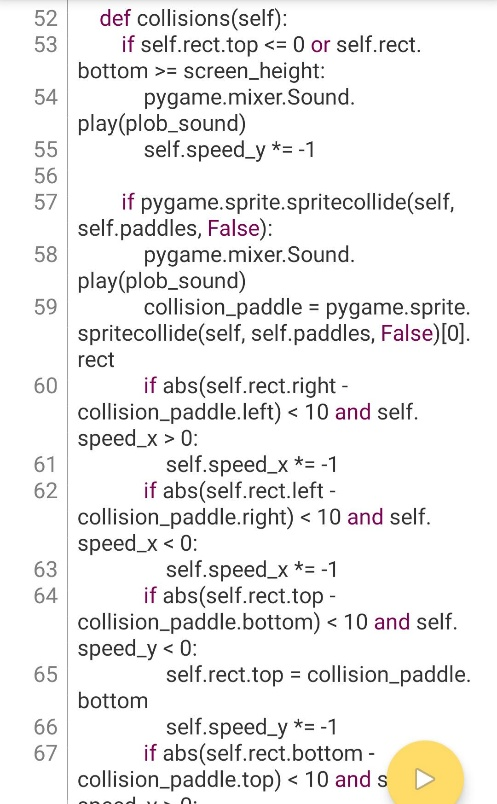 52 def collisions(self):
53 if self.rect.top <= 0 or self.rect.
bottom >= screen_height:
54 pygame.mixer.Sound.
play(plob_sound)
55 self.speed_y *= -1
56
57 if pygame.sprite.spritecollide(self,
self.paddles, False):
58 pygame.mixer.Sound.
play(plob_sound)
59 collision_paddle = pygame.sprite.
spritecollide(self, self.paddles, False)[0].
rect
60 if abs(self.rect.right -
collision_paddle.left) < 10 and self.
speed_x > 0:
61 self.speed_x *= -1
62 if abs(self.rect.left -
collision_paddle.right) < 10 and self.
speed_x < 0:
63 self.speed_x *= -1
64 if abs(self.rect.top -
collision_paddle.bottom) < 10 and self.
speed_y < 0:
65 self.rect.top = collision_paddle.
bottom
66 self.speed_y *= -1
67 if abs(self.rect.bottom -
collision_paddle.top) < 10 and
speed_y > 0: